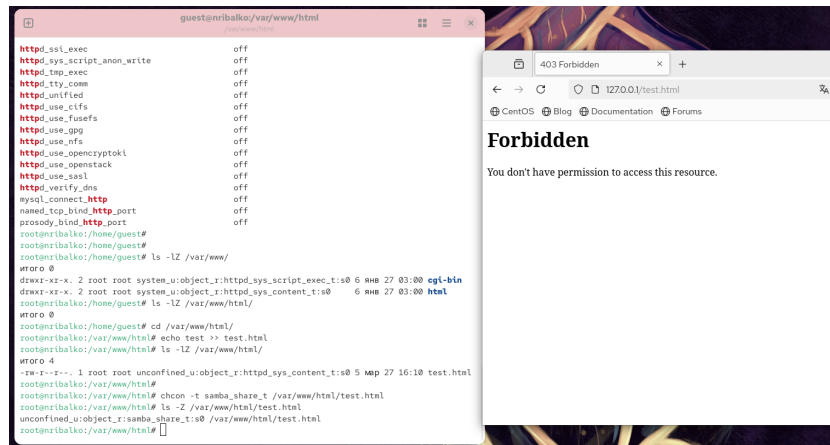 guest@nribalko:/var/www/html
/var/www/html
httpd_ssi_exec off
httpd_sys_script_anon_write off
httpd_tmp_exec off
httpd_tty_comm off
httpd_unified off
httpd_use_cifs off
httpd_use_fusefs off
httpd_use_gpg off
httpd_use_nfs off
httpd_use_opencryptoki off
httpd_use_openstack off
httpd_use_sasl off
httpd_verify_dns off
mysql_connect_http off
named_tcp_bind_http_port off
prosody_bind_http_port off
root@nribalko:/home/guest#
root@nribalko:/home/guest#
root@nribalko:/home/guest# ls -lZ /var/www/
итого 0
drwxr-xr-x. 2 root root system_u:object_r:httpd_sys_script_exec_t:s0 6 янв 27 03:00 cgi-bin
drwxr-xr-x. 2 root root system_u:object_r:httpd_sys_content_t:s0 6 янв 27 03:00 html
root@nribalko:/home/guest# ls -lZ /var/www/html/
итого 0
root@nribalko:/home/guest# cd /var/www/html/
root@nribalko:/var/www/html# echo test >> test.html
root@nribalko:/var/www/html# ls -lZ /var/www/html/
итого 4
-rw-r--r--. 1 root root unconfined_u:object_r:httpd_sys_content_t:s0 5 мар 27 16:10 test.html
root@nribalko:/var/www/html#
root@nribalko:/var/www/html# chcon -t samba_share_t /var/www/html/test.html
root@nribalko:/var/www/html# ls -Z /var/www/html/test.html
unconfined_u:object_r:samba_share_t:s0 /var/www/html/test.html
root@nribalko:/var/www/html#
403 Forbidden
127.0.0.1/test.html
CentOS Blog Documentation Forums
Forbidden
You don't have permission to access this resource.